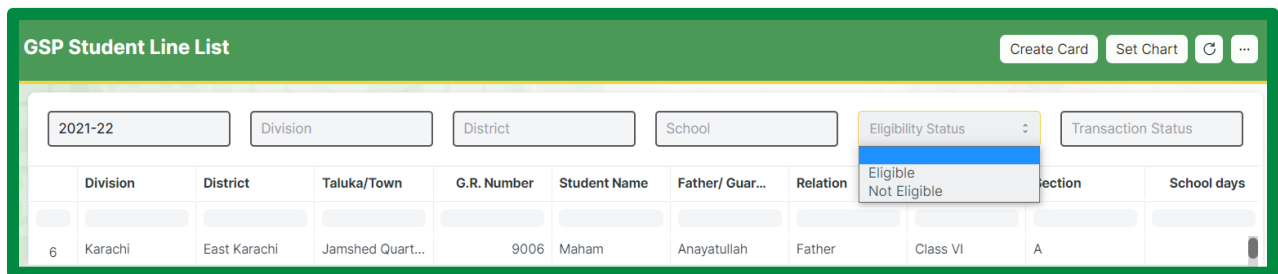 GSP Student Line List
Create Card Set Chart ...
2021-22 Division District School Eligibility Status Transaction Status
Eligible
Not Eligible
Division District Taluka/Town G.R. Number Student Name Father/ Guar... Relation Section School days
6 Karachi East Karachi Jamshed Quart... 9006 Maham Anayatullah Father Class VI A